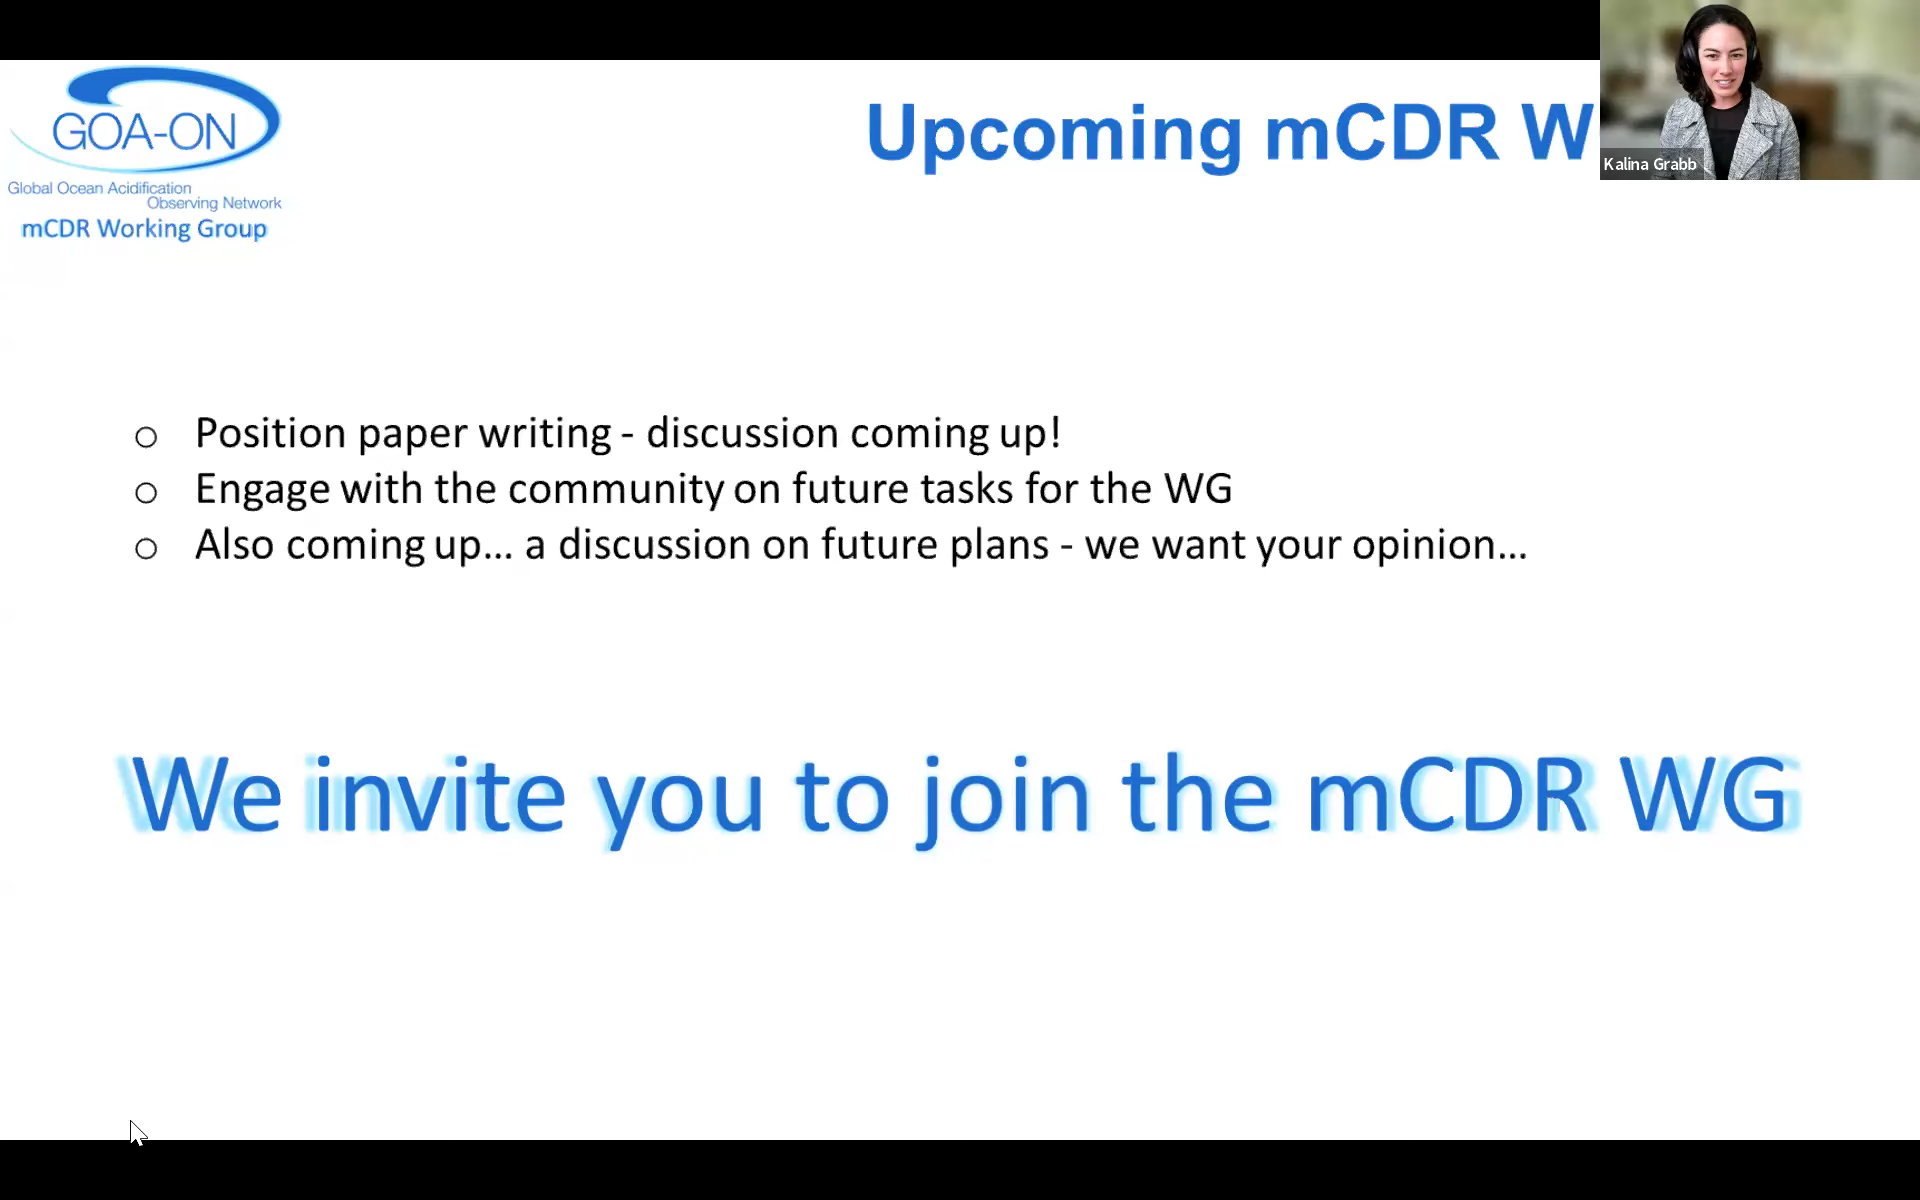 GOA-ON
Global Ocean Acidification
Observing Network
mCDR Working Group
Upcoming mCDR W
Kalina Grabb
o Position paper writing - discussion coming up!
o Engage with the community on future tasks for the WG
o Also coming up... a discussion on future plans - we want your opinion...
We invite you to join the mCDR WG